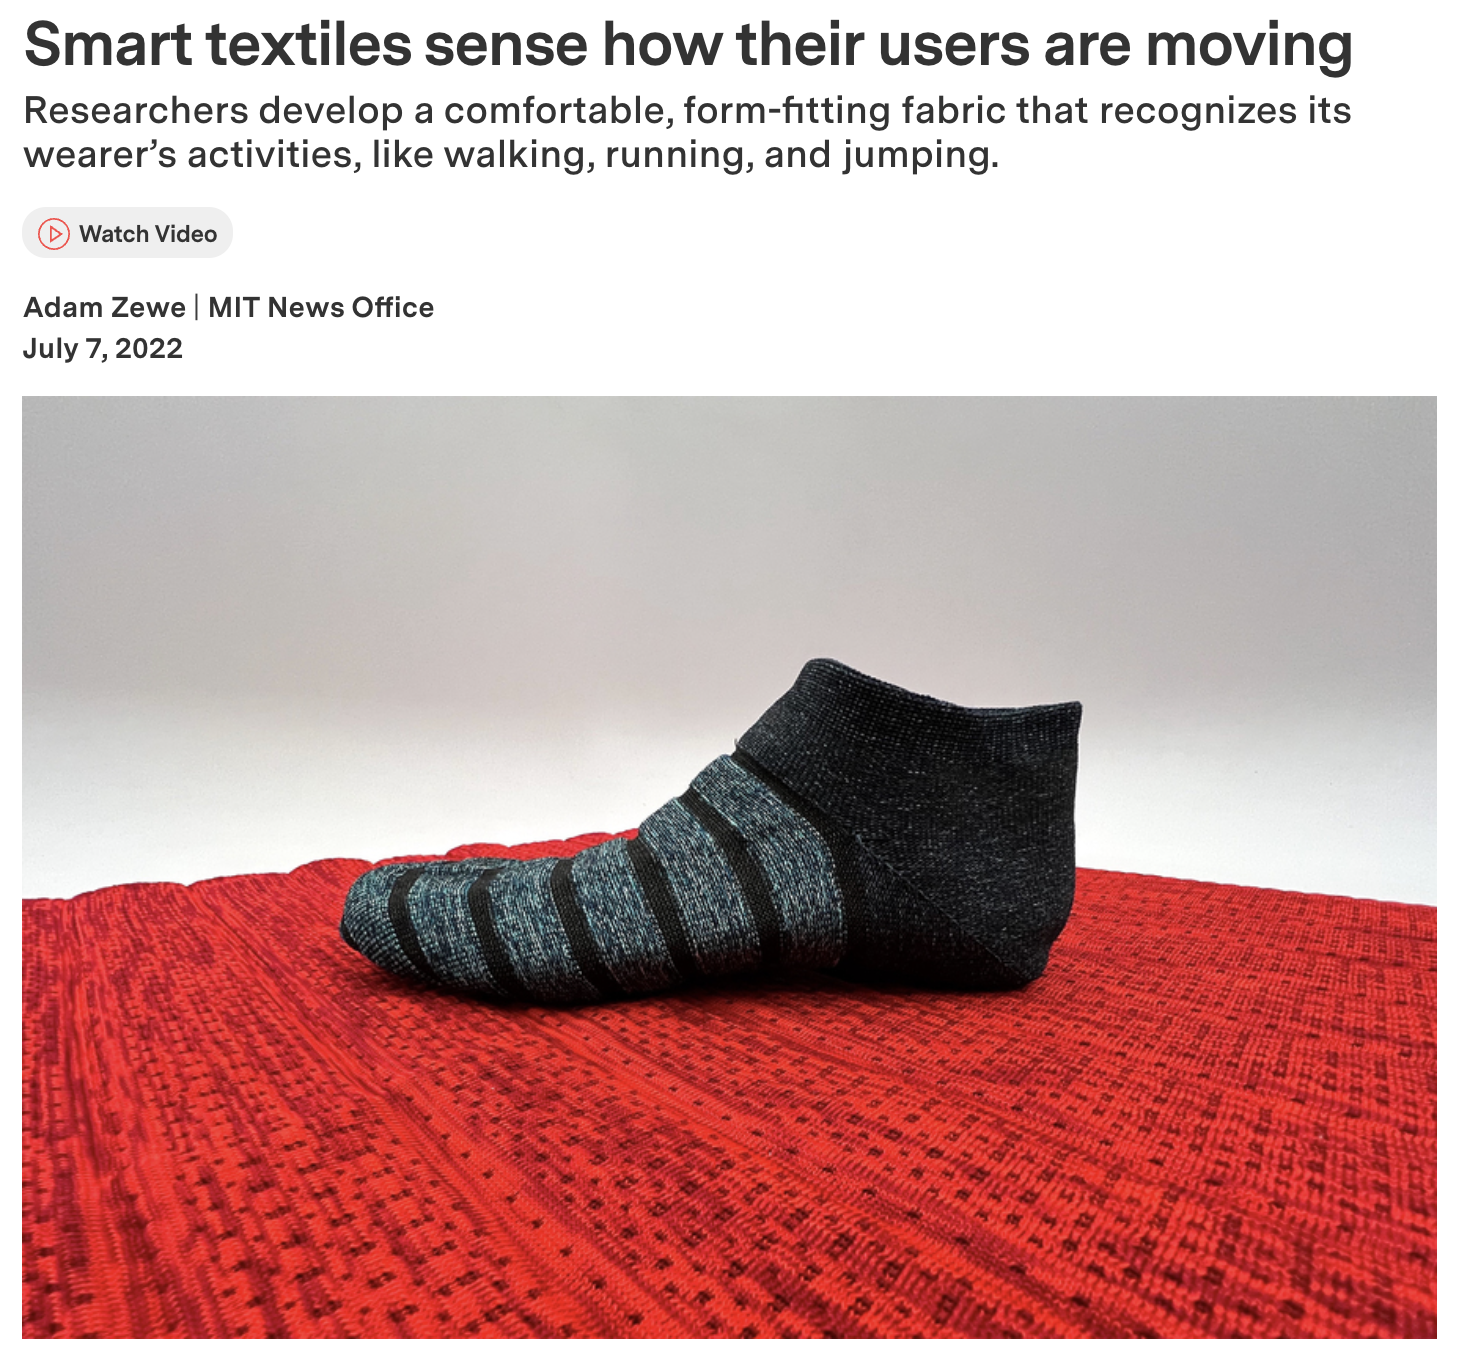 Smart textiles sense how their users are moving
Researchers develop a comfortable, form-fitting fabric that recognizes its
wearer’s activities, like walking, running, and jumping.
Watch Video
Adam Zewe | MIT News Office
July 7, 2022